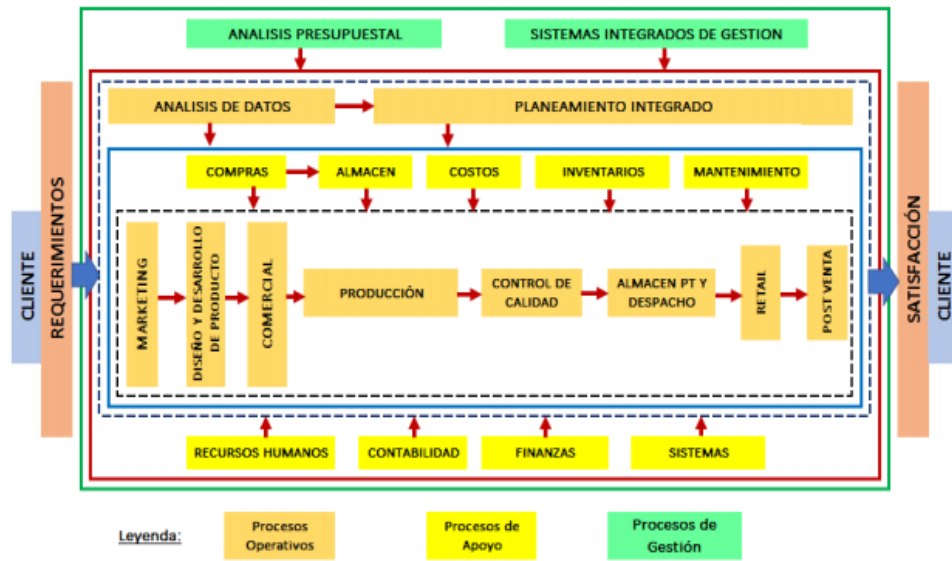 ANALISIS PRESUPUESTAL
SISTEMAS INTEGRADOS DE GESTION
ANALISIS DE DATOS
PLANEAMIENTO INTEGRADO
COMPRAS
ALMACEN
COSTOS
INVENTARIOS
MANTENIMIENTO
CLIENTE
REQUERIMIENTOS
MARKETING
DISEÑO Y DESARROLLO
DE PRODUCTO
COMERCIAL
PRODUCCIÓN
CONTROL DE
CALIDAD
ALMACEN PT Y
DESPACHO
RETAIL
POST VENTA
SATISFACCIÓN
CLIENTE
RECURSOS HUMANOS
CONTABILIDAD
FINANZAS
SISTEMAS
Leyenda:
Procesos
Operativos
Procesos de
Apoyo
Procesos de
Gestión